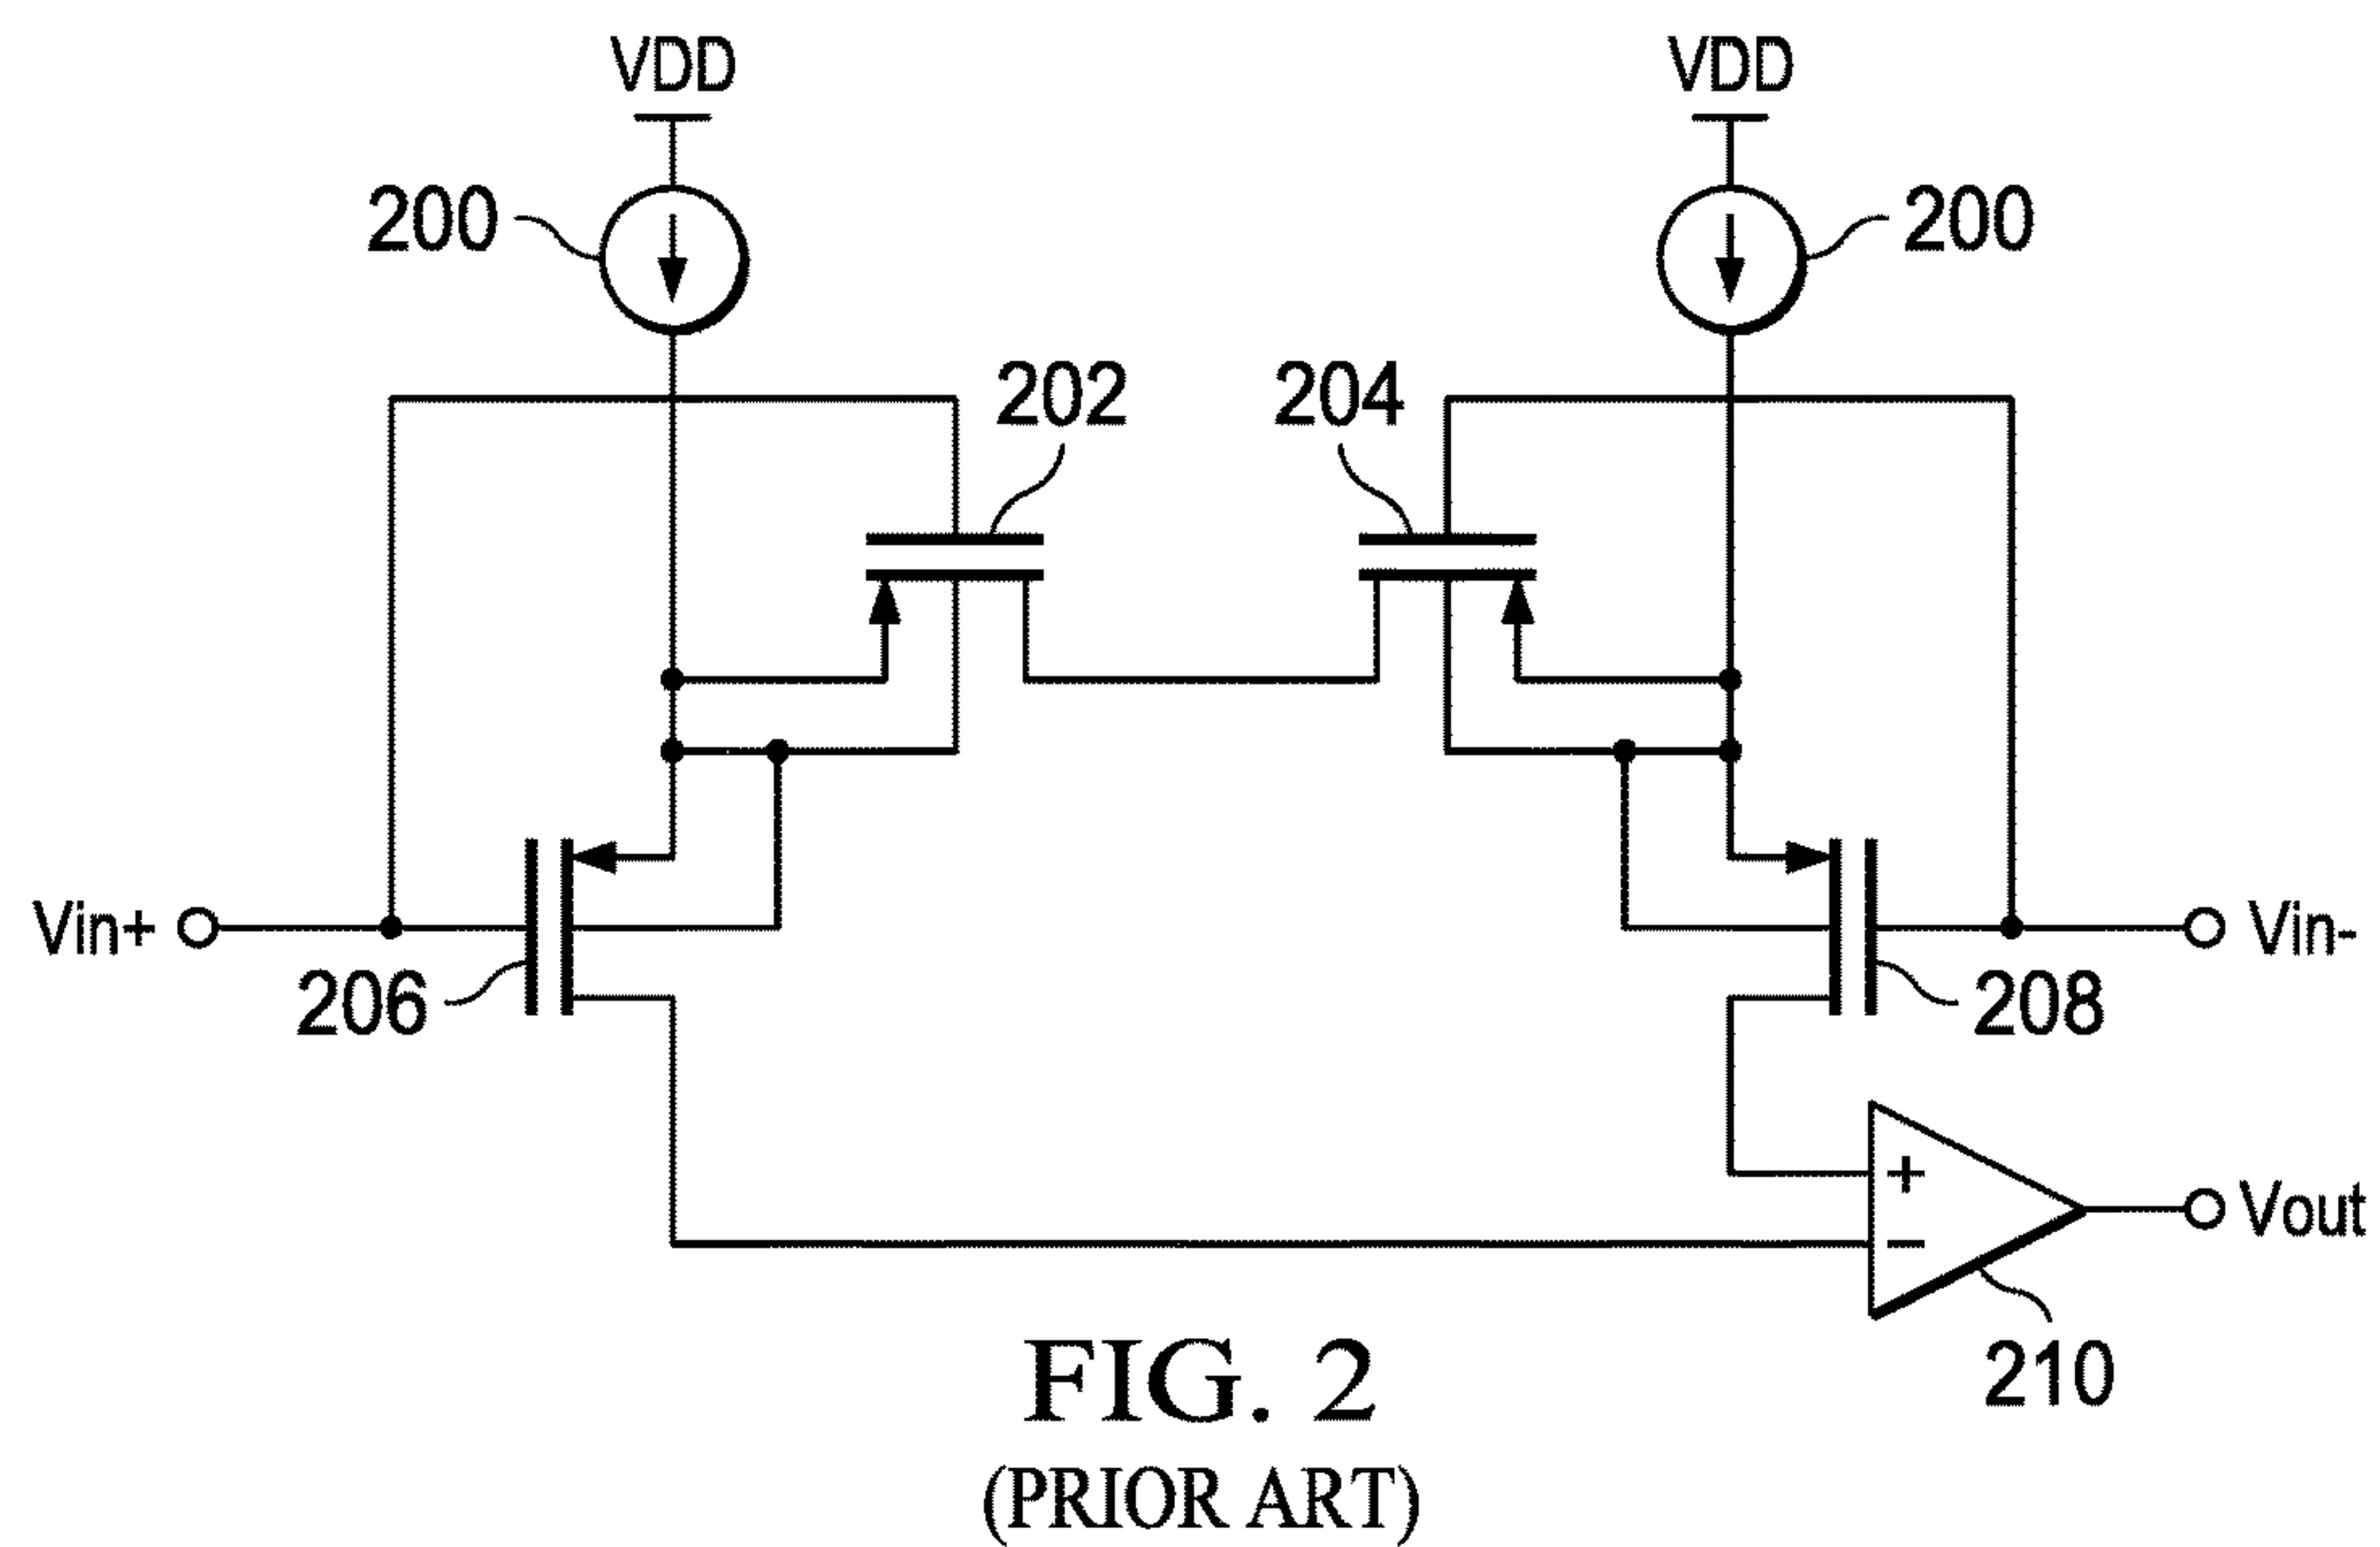 VDD
VDD
200
200
202
204
Vin+
Vin-
206
208
+
−
Vout
210
FIG. 2
(PRIOR ART)